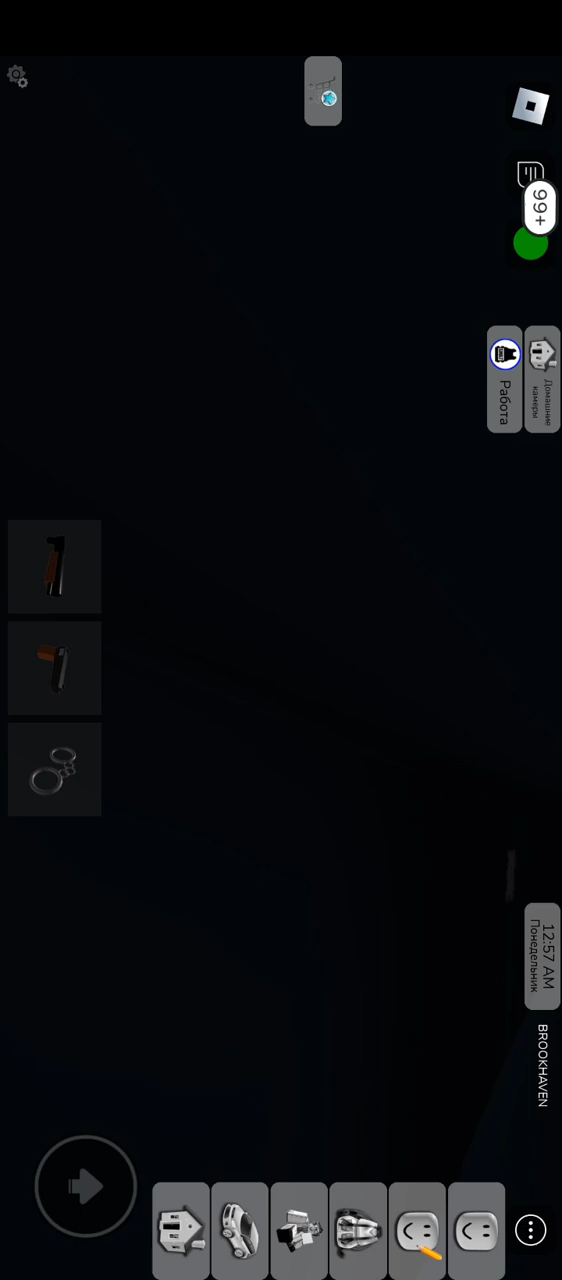 99+
Домашние
камеры
Работа
12:57 AM
Понедельник
BROOKHAVEN